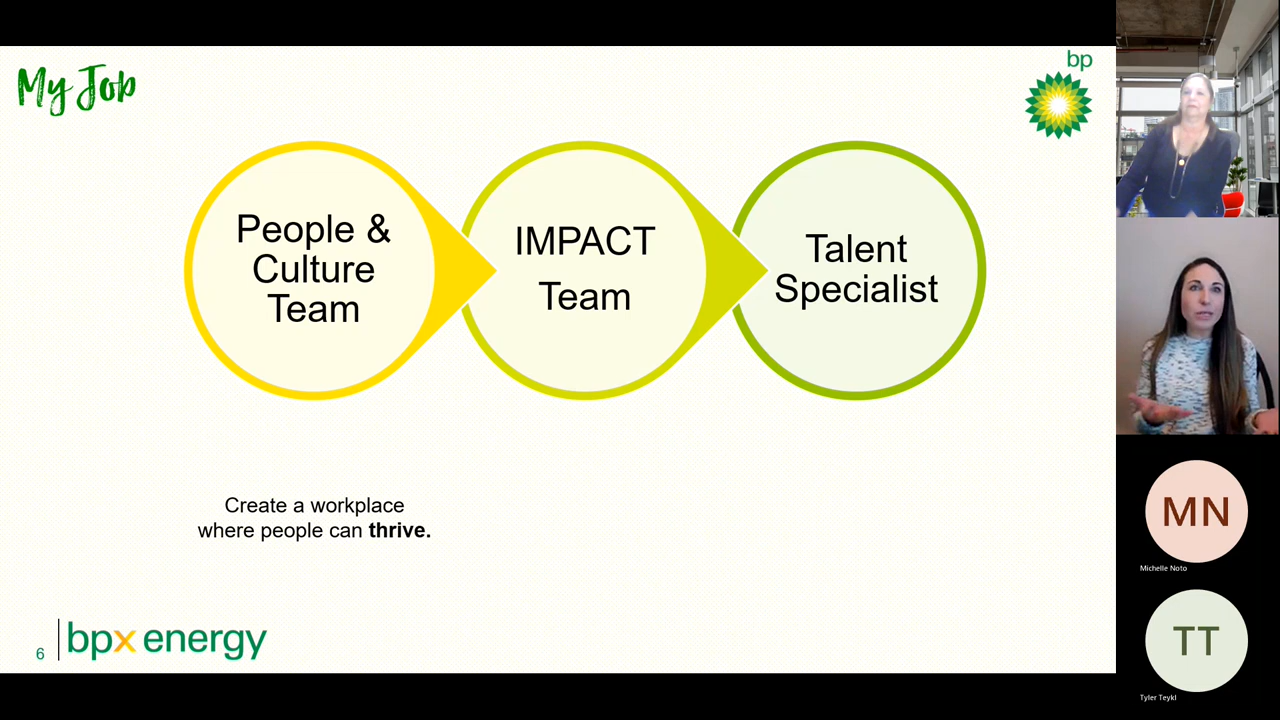 My Job
bp
People &
Culture
Team
IMPACT
Team
Talent
Specialist
Create a workplace
where people can thrive.
6
bpx energy
MN
Michelle Noto
TT
Tyler Teykl